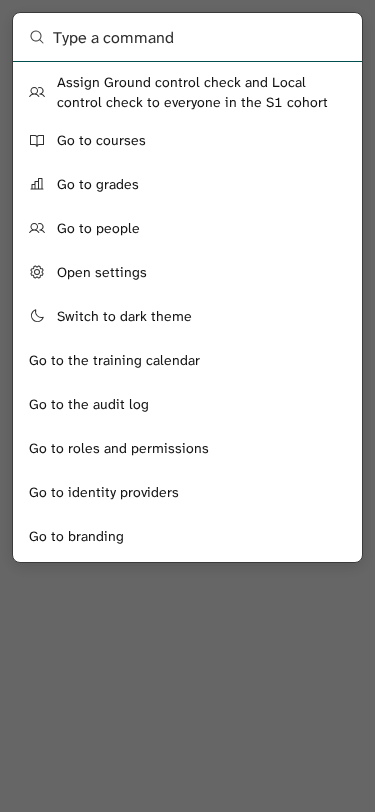 Type a command
Assign Ground control check and Local
control check to everyone in the S1 cohort
Go to courses
Go to grades
Go to people
Open settings
Switch to dark theme
Go to the training calendar
Go to the audit log
Go to roles and permissions
Go to identity providers
Go to branding